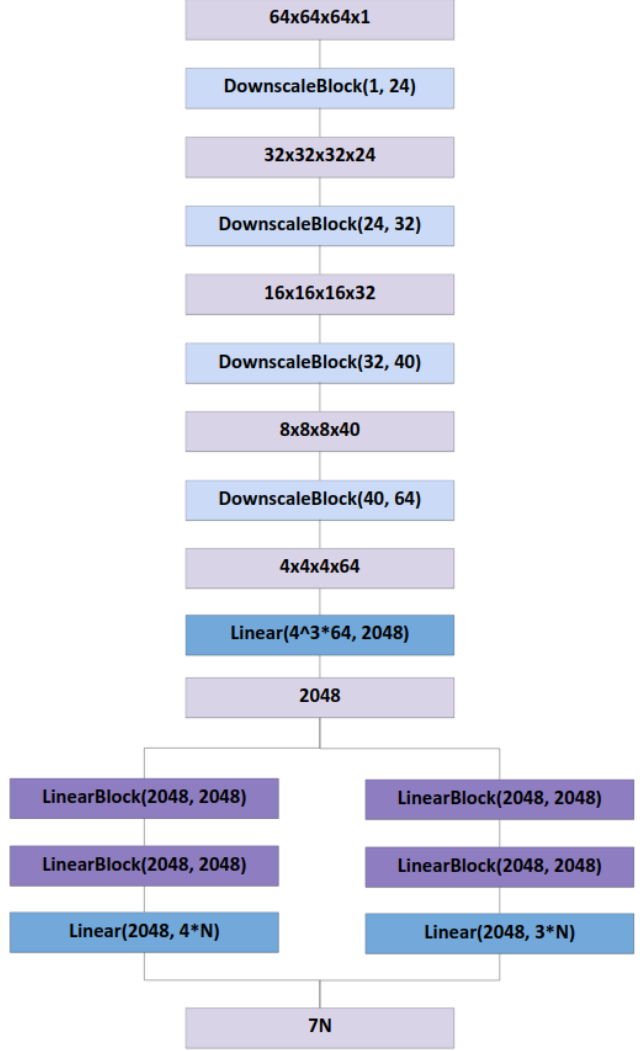 64x64x64x1
DownscaleBlock(1, 24)
32x32x32x24
DownscaleBlock(24, 32)
16x16x16x32
DownscaleBlock(32, 40)
8x8x8x40
DownscaleBlock(40, 64)
4x4x4x64
Linear(4^3*64, 2048)
2048
LinearBlock(2048, 2048)
LinearBlock(2048, 2048)
LinearBlock(2048, 2048)
LinearBlock(2048, 2048)
Linear(2048, 4*N)
Linear(2048, 3*N)
7N